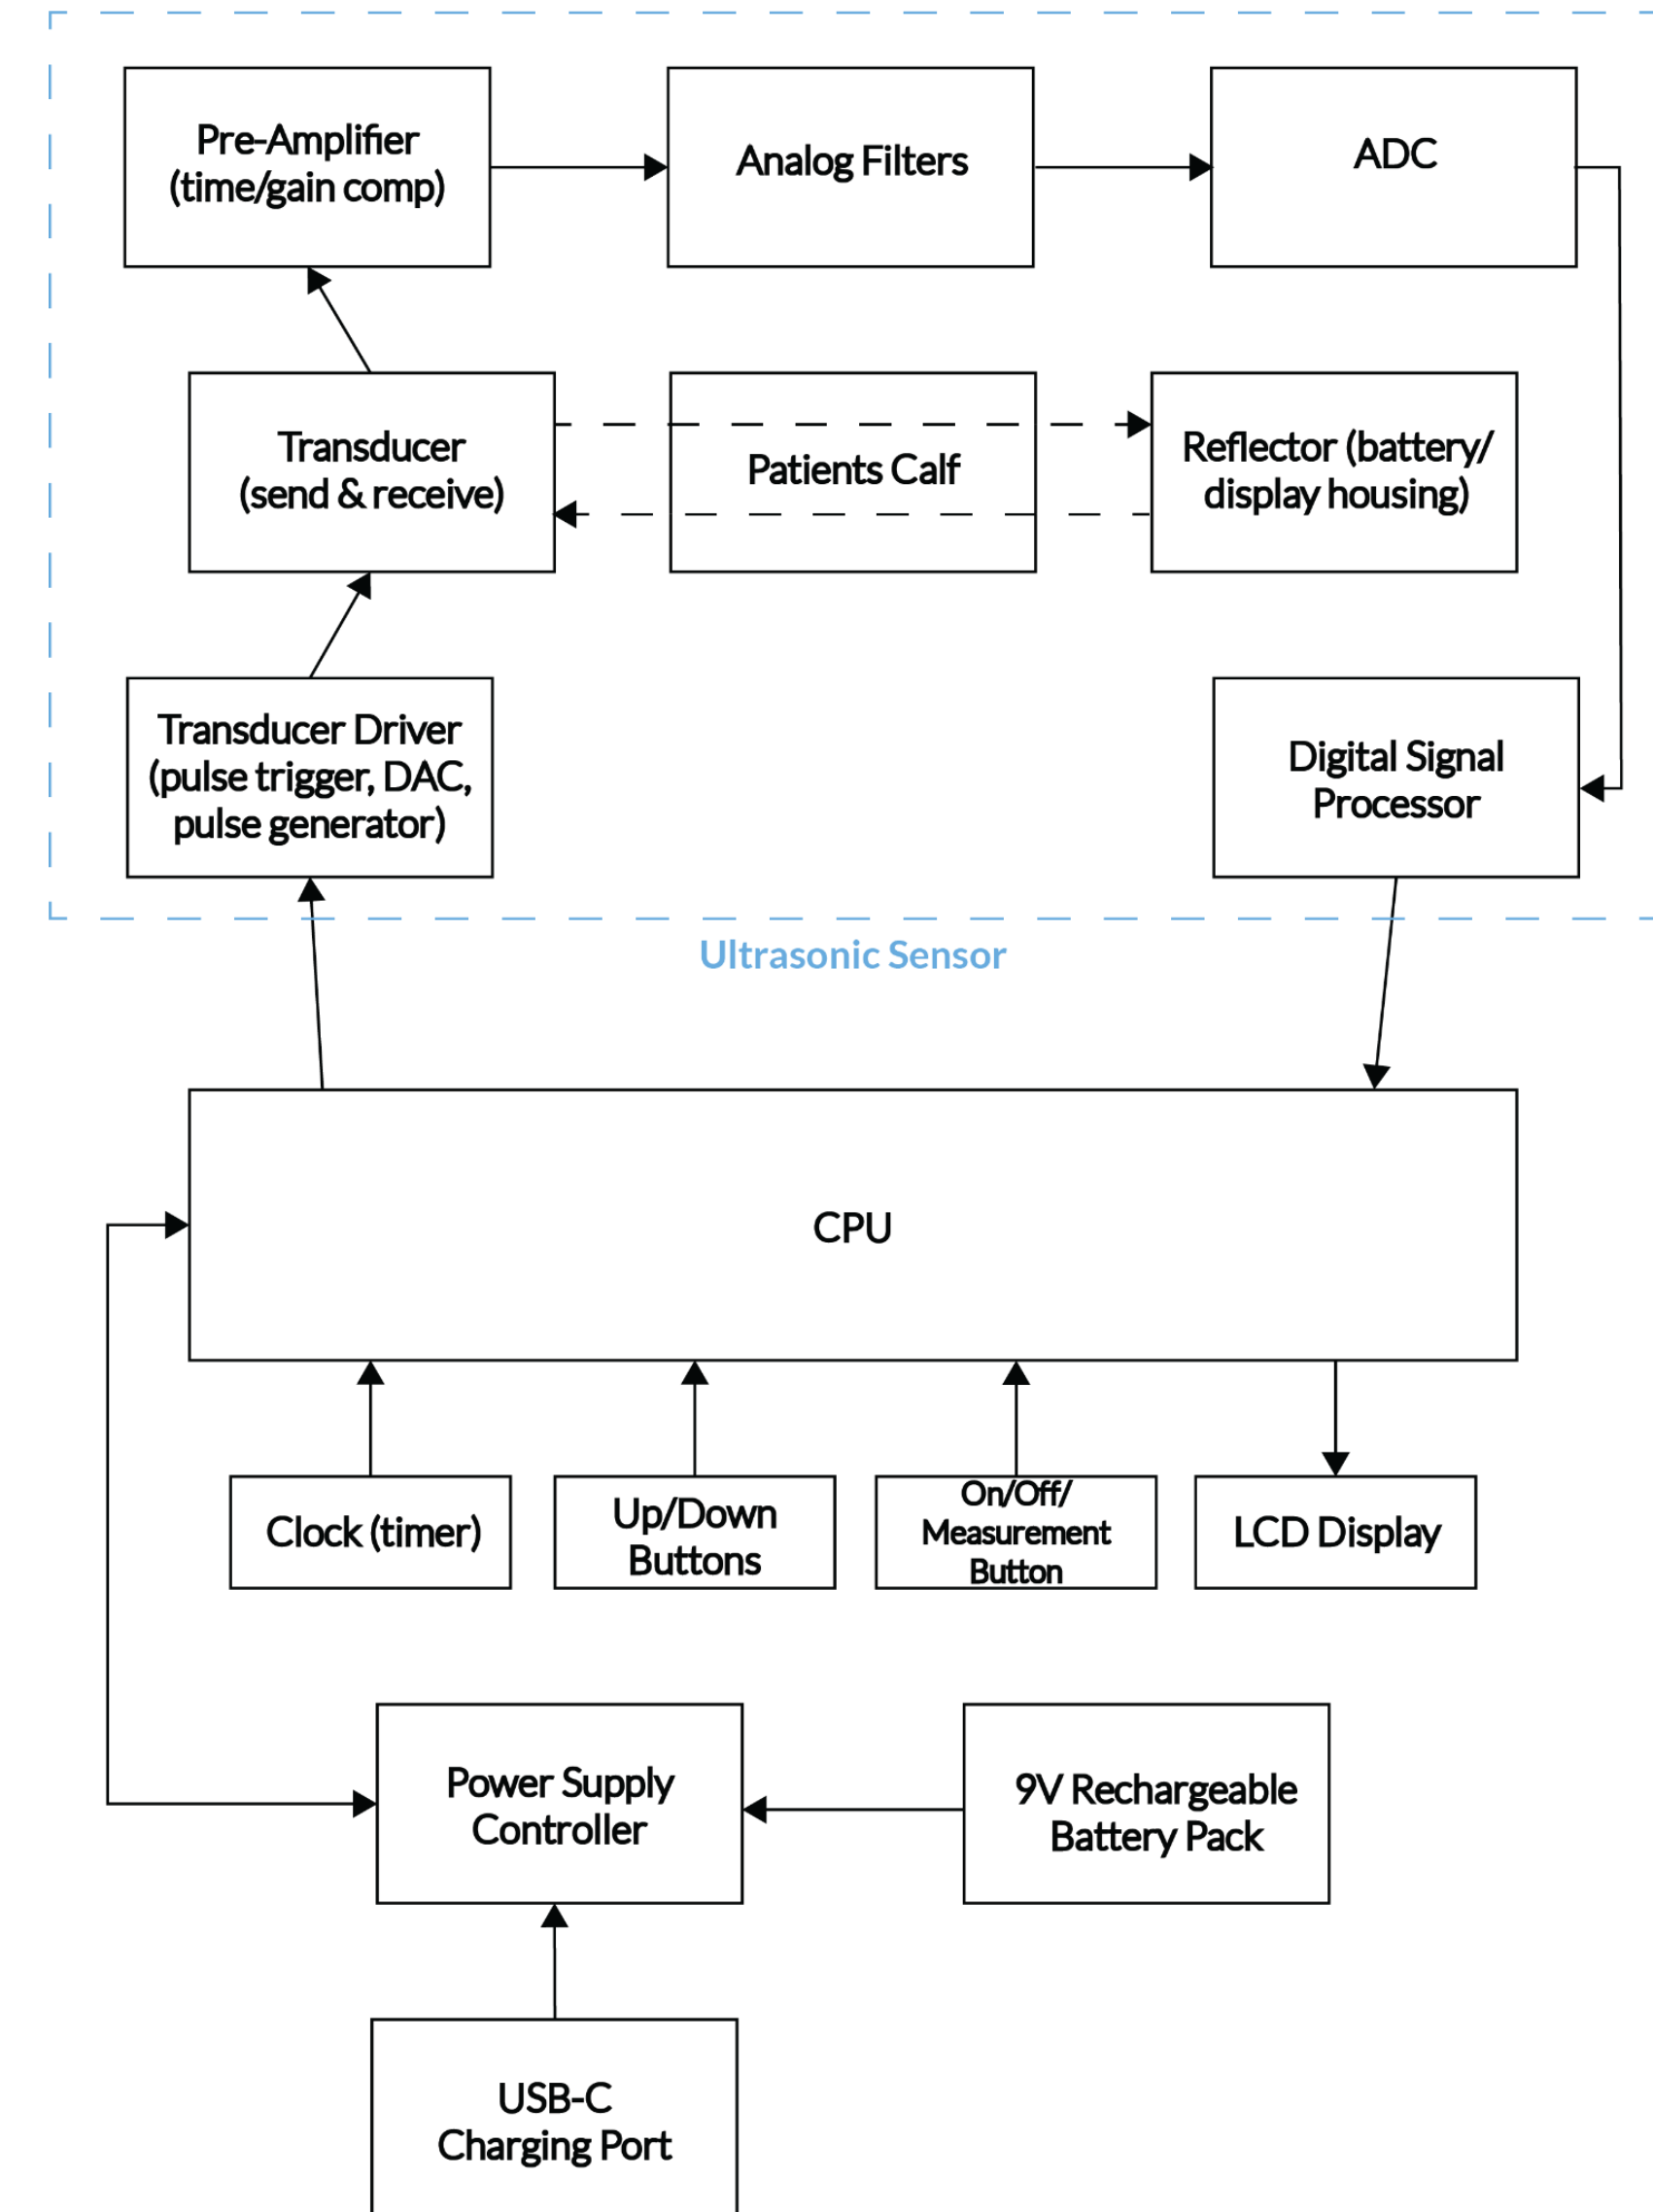 Pre-Amplifier
(time/gain comp)
Analog Filters
ADC
Transducer
(send & receive)
Patients Calf
Reflector (battery/
display housing)
Transducer Driver
(pulse trigger, DAC,
pulse generator)
Digital Signal
Processor
Ultrasonic Sensor
CPU
Clock (timer)
Up/Down
Buttons
On/Off/
Measurement
Button
LCD Display
Power Supply
Controller
9V Rechargeable
Battery Pack
USB-C
Charging Port